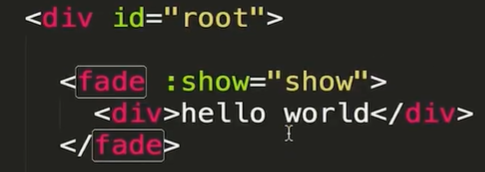 <div id="root">
<fade :show="show">
<div>hello world</div>
</fade>